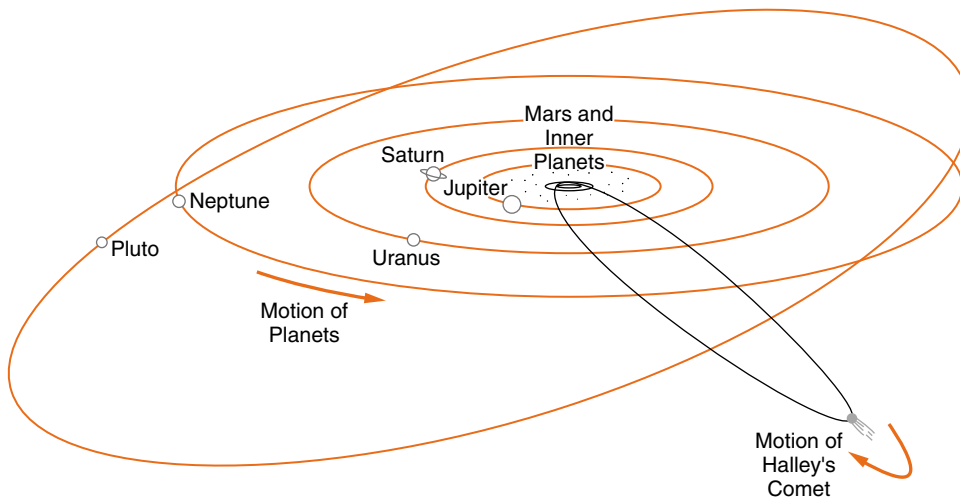 Mars and
Inner
Planets
Saturn
Jupiter
Neptune
Pluto
Uranus
Motion of
Planets
Motion of
Halley's
Comet